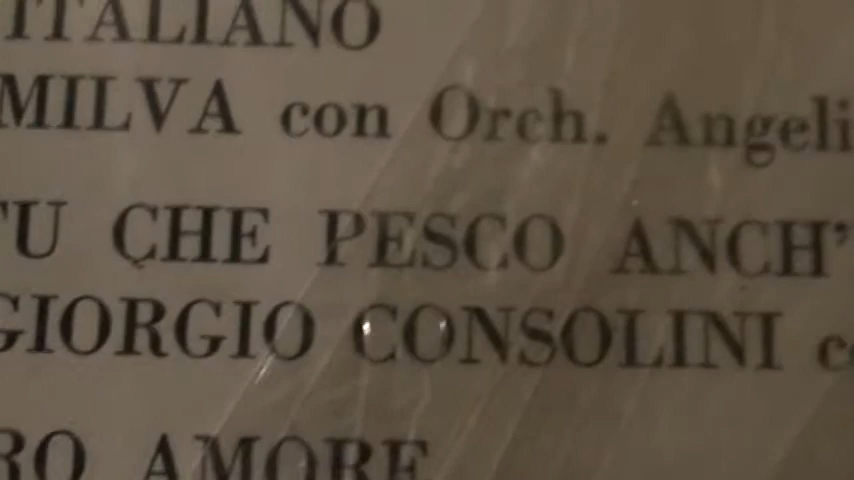 ITALIANO
MILVA con Orch. Angeli
TU CHE PESCO ANCH'
GIORGIO CONSOLINI
RO AMORE